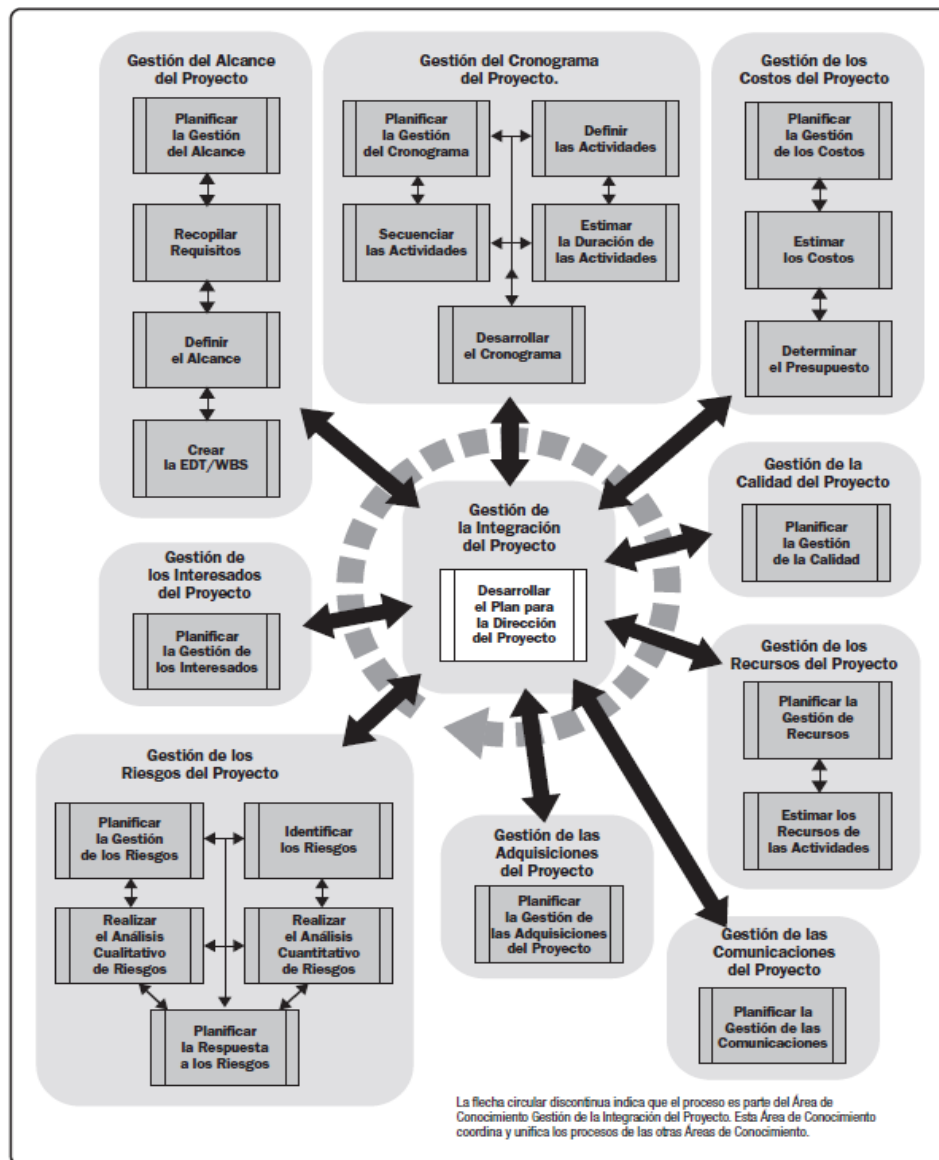 Gestión del Alcance
del Proyecto
Planificar
la Gestión
del Alcance
Recopilar
Requisitos
Definir
el Alcance
Crear
la EDT/WBS
Gestión del Cronograma
del Proyecto.
Planificar
la Gestión
del Cronograma
Definir
las Actividades
Secuenciar
las Actividades
Estimar
la Duración de
las Actividades
Desarrollar
el Cronograma
Gestión de los
Costos del Proyecto
Planificar
la Gestión
de los Costos
Estimar
los Costos
Determinar
el Presupuesto
Gestión de
la Integración
del Proyecto
Desarrollar
el Plan para
la Dirección
del Proyecto
Gestión de la
Calidad del Proyecto
Planificar
la Gestión
de la Calidad
Gestión de
los Interesados
del Proyecto
Planificar
la Gestión de
los Interesados
Gestión de los
Recursos del Proyecto
Planificar la
Gestión de
Recursos
Estimar los
Recursos de
las Actividades
Gestión de los
Riesgos del Proyecto
Planificar
la Gestión
de los Riesgos
Identificar
los Riesgos
Realizar
el Análisis
Cualitativo
de Riesgos
Realizar
el Análisis
Cuantitativo
de Riesgos
Planificar
la Respuesta
a los Riesgos
Gestión de las
Adquisiciones
del Proyecto
Planificar
la Gestión de
las Adquisiciones
del Proyecto
Gestión de las
Comunicaciones
del Proyecto
Planificar la
Gestión de las
Comunicaciones
La flecha circular discontinua indica que el proceso es parte del Área de
Conocimiento Gestión de la Integración del Proyecto. Esta Área de Conocimiento
coordina y unifica los procesos de las otras Áreas de Conocimiento.